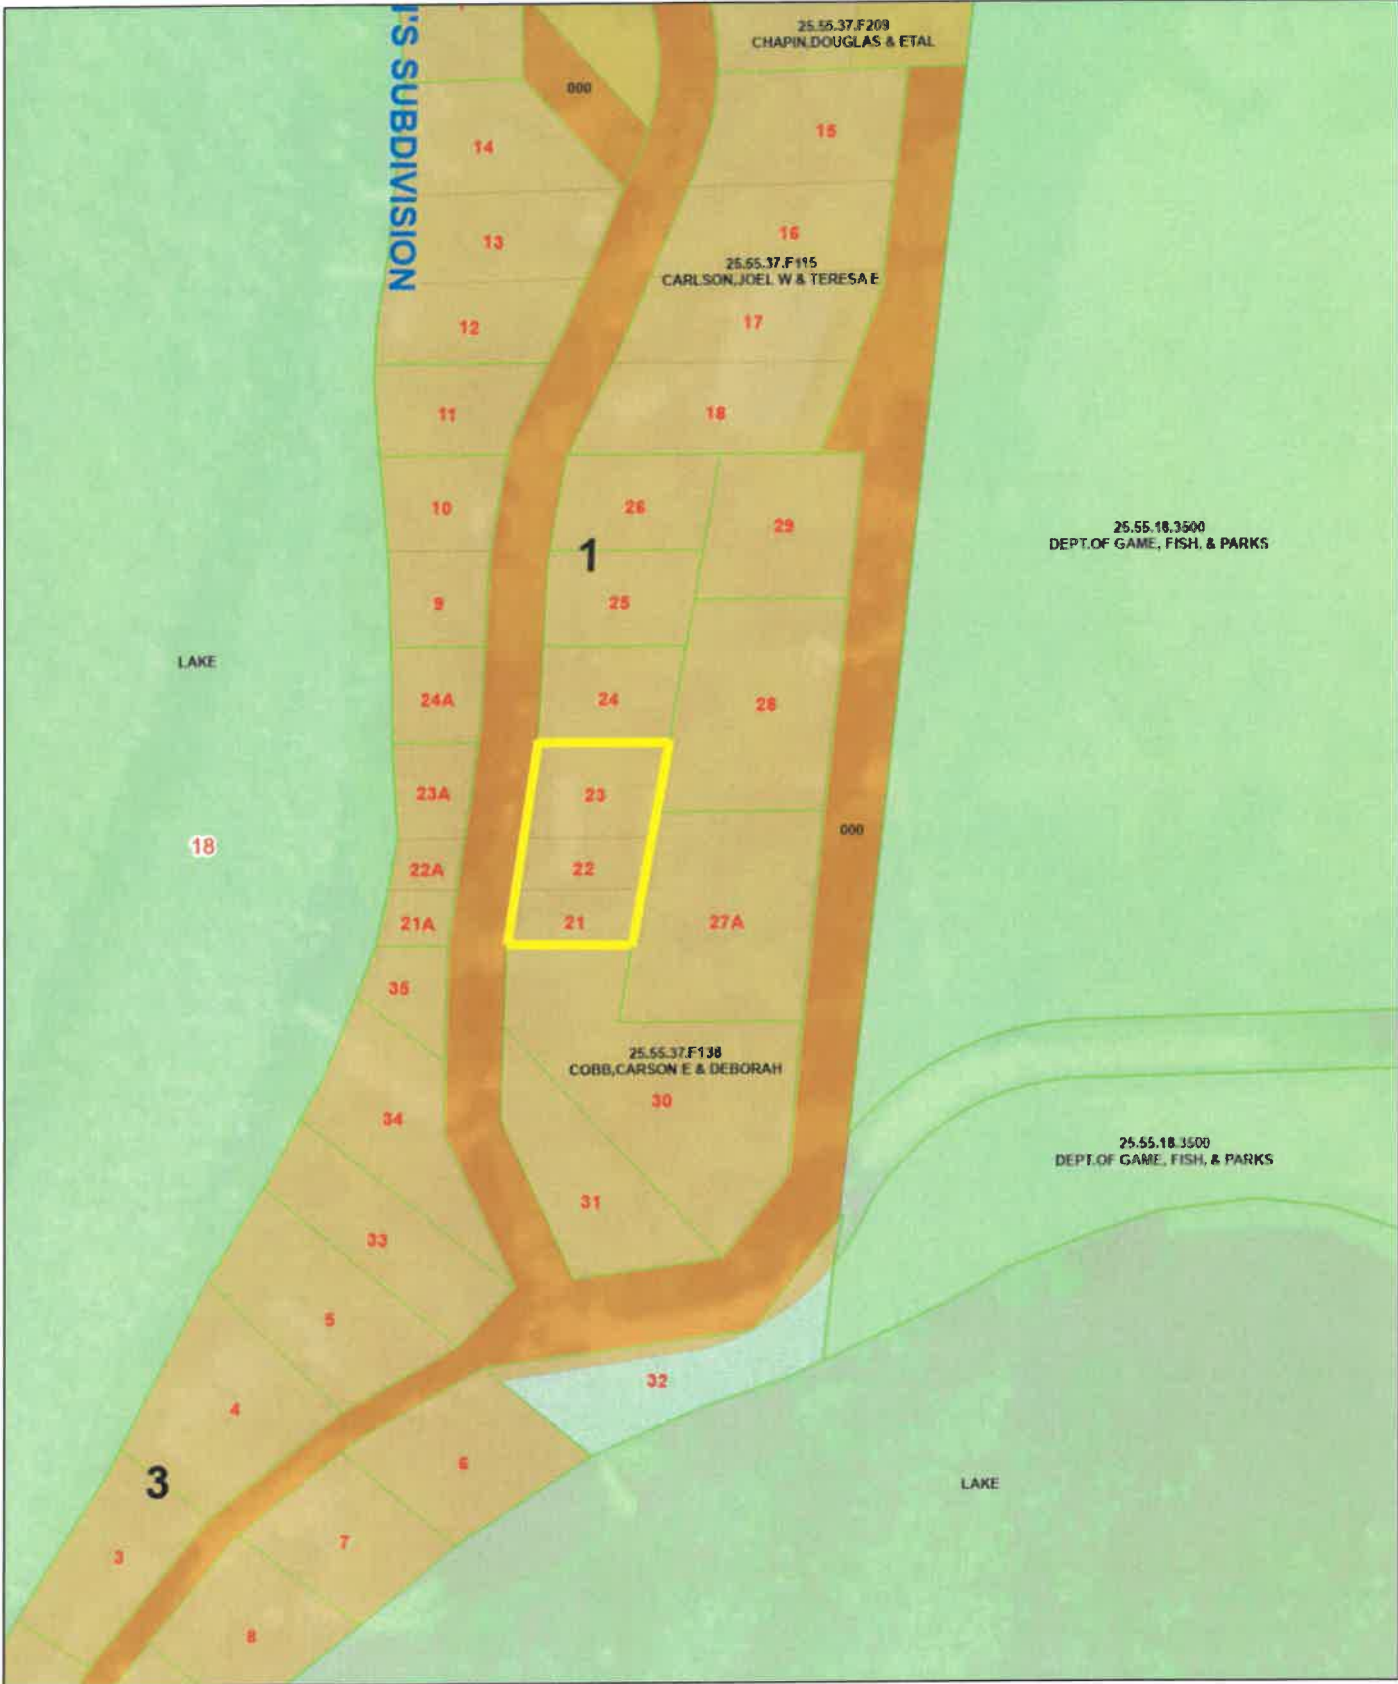 'S SUBDIVISION
25.55.37.F209
CHAPIN,DOUGLAS & ETAL
000
15
14
16
13
25.55.37.F115
CARLSON,JOEL W & TERESA E
17
12
11
18
10
26
29
25.55.18.3500
DEPT.OF GAME, FISH, & PARKS
1
9
25
LAKE
24A
24
28
23A
23
000
18
22A
22
21A
21
27A
35
25.55.37.F138
COBB,CARSON E & DEBORAH
30
34
25.55.18.3500
DEPT.OF GAME, FISH, & PARKS
31
33
5
32
4
3
6
LAKE
7
3
8